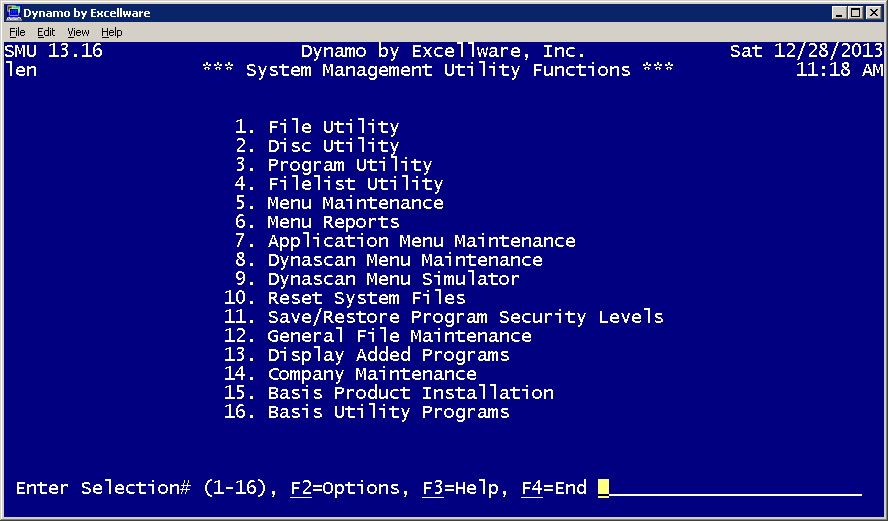 Dynamo by Excellware
File Edit View Help
SMU 13.16 Dynamo by Excellware, Inc. Sat 12/28/2013
len *** System Management Utility Functions *** 11:18 AM
1. File Utility
2. Disc Utility
3. Program Utility
4. Filelist Utility
5. Menu Maintenance
6. Menu Reports
7. Application Menu Maintenance
8. Dynascan Menu Maintenance
9. Dynascan Menu Simulator
10. Reset System Files
11. Save/Restore Program Security Levels
12. General File Maintenance
13. Display Added Programs
14. Company Maintenance
15. Basis Product Installation
16. Basis Utility Programs
Enter Selection# (1-16), F2=Options, F3=Help, F4=End